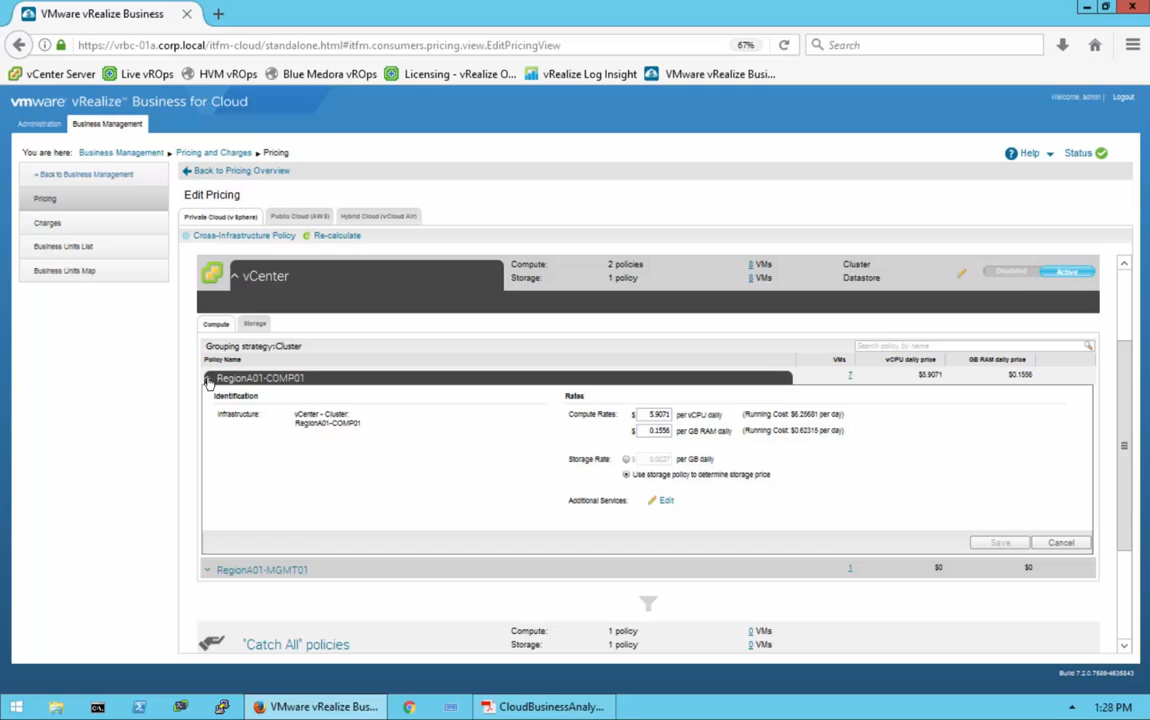 VMware vRealize Business
https://vrbc-01a.corp.local/itfm-cloud/standalone.html#itfm.consumers.pricing.view.EditPricingView
67%
Search
vCenter Server
Live vROps
HVM vROps
Blue Medora vROps
Licensing - vRealize O...
vRealize Log Insight
VMware vRealize Busi...
vmware vRealize™ Business for Cloud
Welcome, admin | Logout
Administration
Business Management
You are here: Business Management ▸ Pricing and Charges ▸ Pricing
Help
Status
« Back to Business Management
Pricing
Charges
Business Units List
Business Units Map
Back to Pricing Overview
Edit Pricing
Private Cloud (vSphere)
Public Cloud (AWS)
Hybrid Cloud (vCloud Air)
Cross-Infrastructure Policy
Re-calculate
vCenter
Compute: 2 policies 8 VMs Cluster
Storage: 1 policy 8 VMs Datastore
Disabled
Active
Compute
Storage
Grouping strategy:Cluster
Search policy by name
Policy Name VMs vCPU daily price GB RAM daily price
RegionA01-COMP01 7 $5.9071 $0.1556
Identification
Infrastructure: vCenter - Cluster:
RegionA01-COMP01
Rates
Compute Rates: $ 5.9071 per vCPU daily (Running Cost: $6.25681 per day)
$ 0.1556 per GB RAM daily (Running Cost: $0.62315 per day)
Storage Rate: $ 0.0027 per GB daily
Use storage policy to determine storage price
Additional Services: Edit
Save
Cancel
RegionA01-MGMT01 1 $0 $0
"Catch All" policies
Compute: 1 policy 0 VMs
Storage: 1 policy 0 VMs
Build 7.2.0.7586-4635843
VMware vRealize Bus...
CloudBusinessAnaly...
1:28 PM